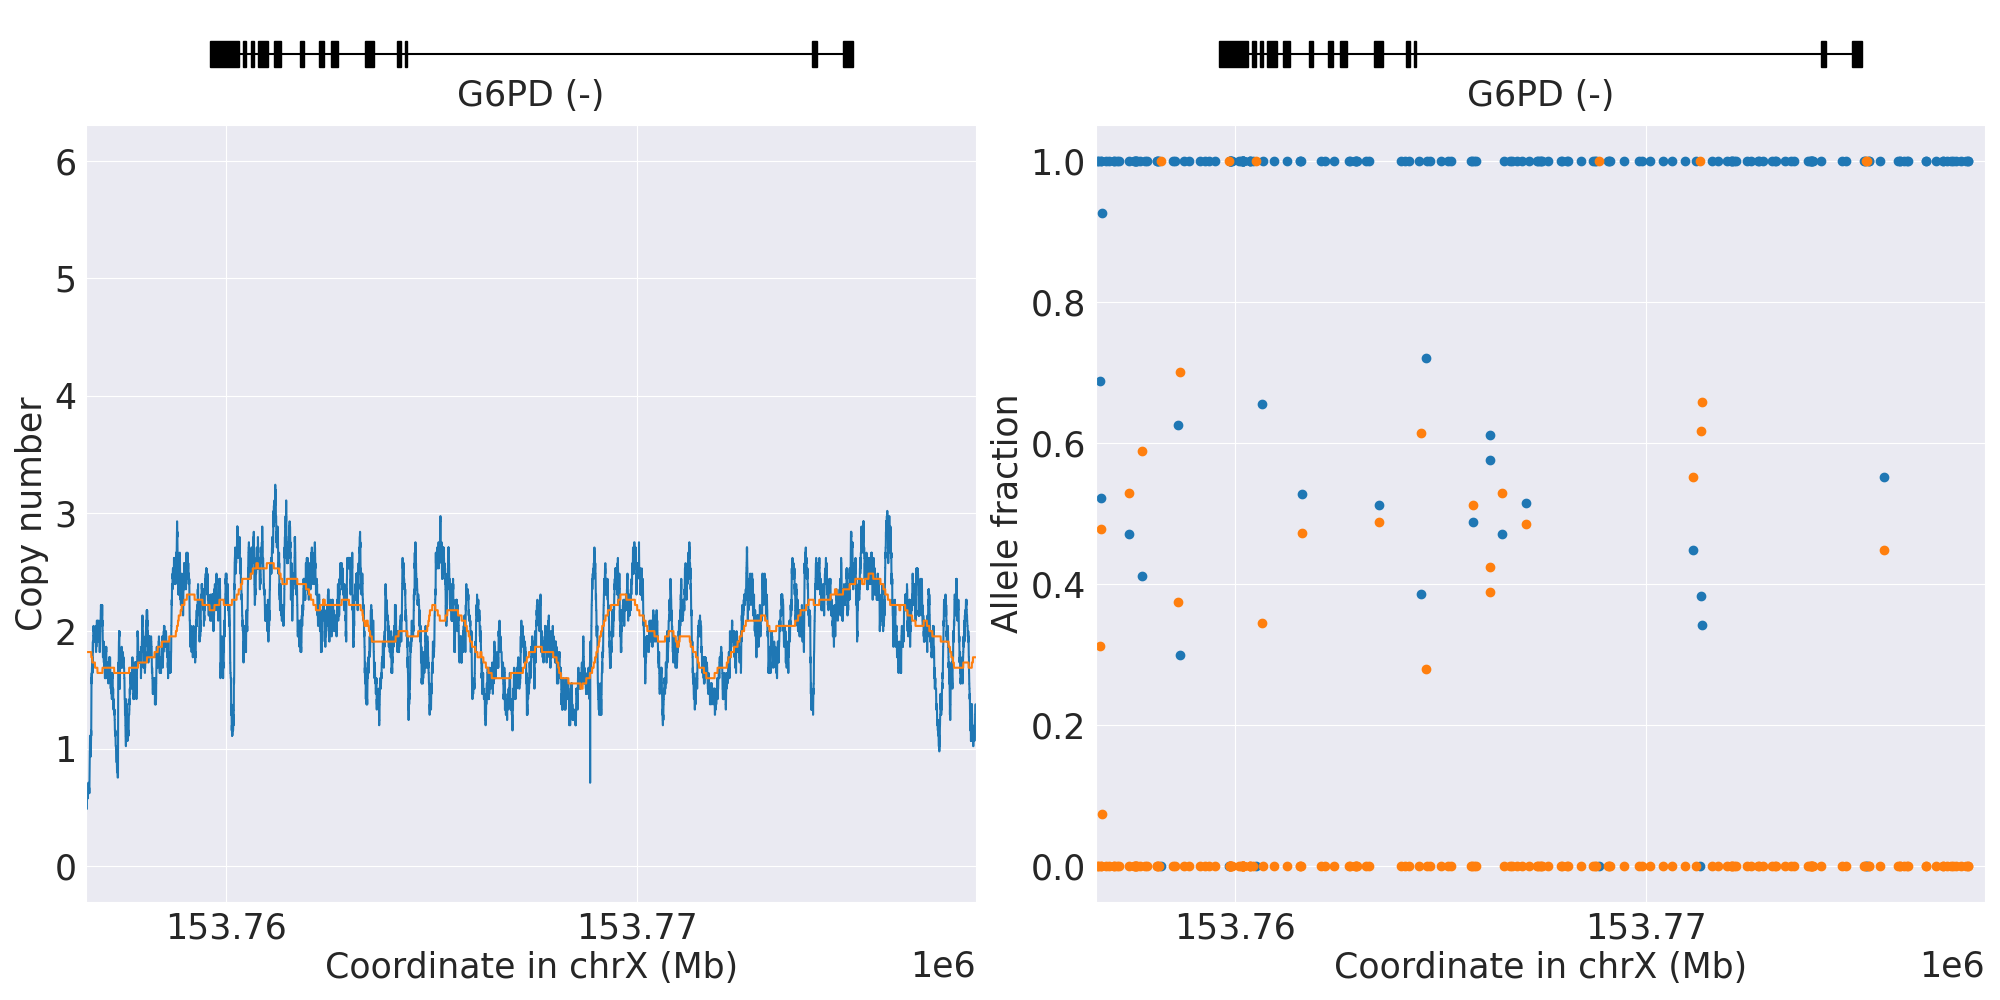 G6PD (-)
6
5
4
3
2
1
0
Copy number
153.76
153.77
Coordinate in chrX (Mb)
1e6
G6PD (-)
1.0
0.8
0.6
0.4
0.2
0.0
Allele fraction
153.76
153.77
Coordinate in chrX (Mb)
1e6